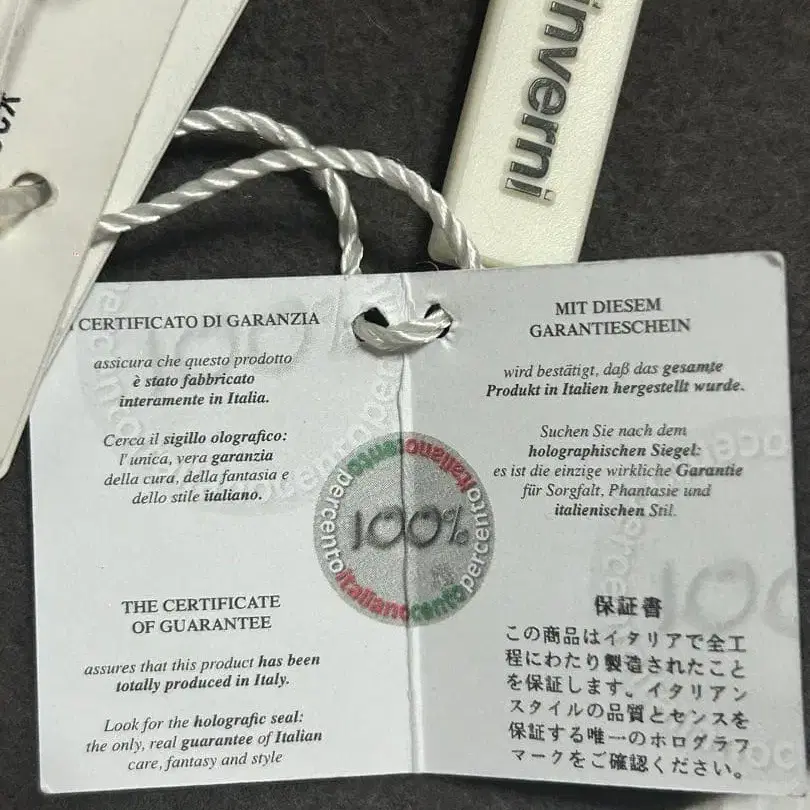 inverni
CERTIFICATO DI GARANZIA
assicura che questo prodotto
è stato fabbricato
interamente in Italia.
Cerca il sigillo olografico:
l'unica, vera garanzia
della cura, della fantasia e
dello stile italiano.
THE CERTIFICATE
OF GUARANTEE
assures that this product has been
totally produced in Italy.
Look for the holografic seal:
the only, real guarantee of Italian
care, fantasy and style
100%
percentoitalianocentopercentoitalianocento
MIT DIESEM
GARANTIESCHEIN
wird bestätigt, daß das gesamte
Produkt in Italien hergestellt wurde.
Suchen Sie nach dem
holographischen Siegel:
es ist die einzige wirkliche Garantie
für Sorgfalt, Phantasie und
italienischen Stil.
保証書
この商品はイタリアで全工
程にわたり製造されたこと
を保証します。イタリアン
スタイルの品質とセンスを
保証する唯一のホログラフ
マークをご確認ください。